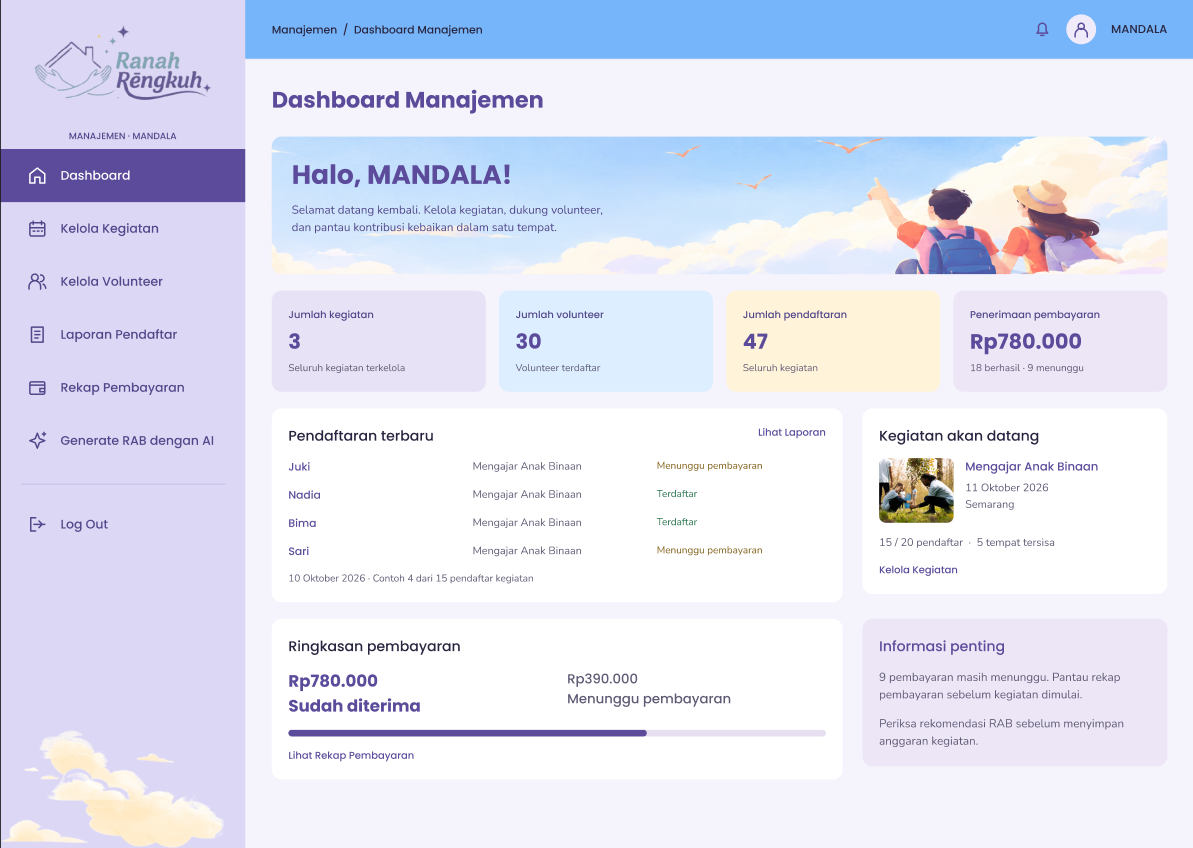 Ranah
Rēngkuh
MANAJEMEN · MANDALA
Dashboard
Kelola Kegiatan
Kelola Volunteer
Laporan Pendaftar
Rekap Pembayaran
Generate RAB dengan AI
Log Out
Manajemen / Dashboard Manajemen
MANDALA
Dashboard Manajemen
Halo, MANDALA!
Selamat datang kembali. Kelola kegiatan, dukung volunteer,
dan pantau kontribusi kebaikan dalam satu tempat.
Jumlah kegiatan
3
Seluruh kegiatan terkelola
Jumlah volunteer
30
Volunteer terdaftar
Jumlah pendaftaran
47
Seluruh kegiatan
Penerimaan pembayaran
Rp780.000
18 berhasil · 9 menunggu
Pendaftaran terbaru
Lihat Laporan
Juki Mengajar Anak Binaan Menunggu pembayaran
Nadia Mengajar Anak Binaan Terdaftar
Bima Mengajar Anak Binaan Terdaftar
Sari Mengajar Anak Binaan Menunggu pembayaran
10 Oktober 2026 · Contoh 4 dari 15 pendaftar kegiatan
Kegiatan akan datang
Mengajar Anak Binaan
11 Oktober 2026
Semarang
15 / 20 pendaftar · 5 tempat tersisa
Kelola Kegiatan
Ringkasan pembayaran
Rp780.000
Sudah diterima
Rp390.000
Menunggu pembayaran
Lihat Rekap Pembayaran
Informasi penting
9 pembayaran masih menunggu. Pantau rekap
pembayaran sebelum kegiatan dimulai.
Periksa rekomendasi RAB sebelum menyimpan
anggaran kegiatan.